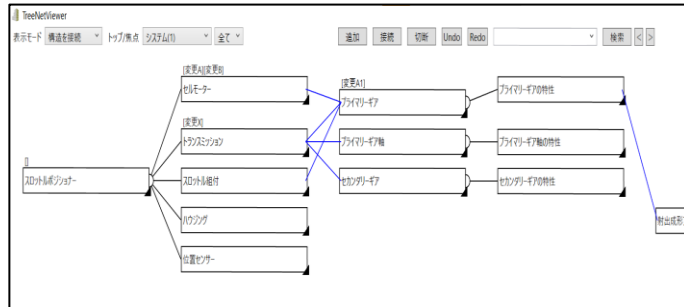 TreeNetViewer
表示モード 構造を接続 トップ/焦点 システム(1) 全て 追加 接続 切断 Undo Redo 検索 < >
[変更A][変更B]
セルモーター
[変更A1]
プライマリーギア
プライマリーギアの特性
[変更X]
トランスミッション
プライマリーギア軸
プライマリーギア軸の特性
[]
スロットルポジショナー
スロットル組付
セカンダリーギア
セカンダリーギアの特性
ハウジング
射出成形
位置センサー